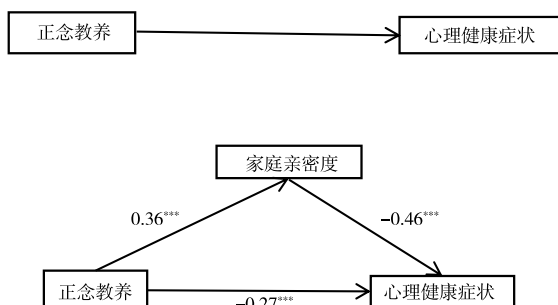 正念教养
心理健康症状
家庭亲密度
0.36***
−0.46***
正念教养
心理健康症状
−0.27***